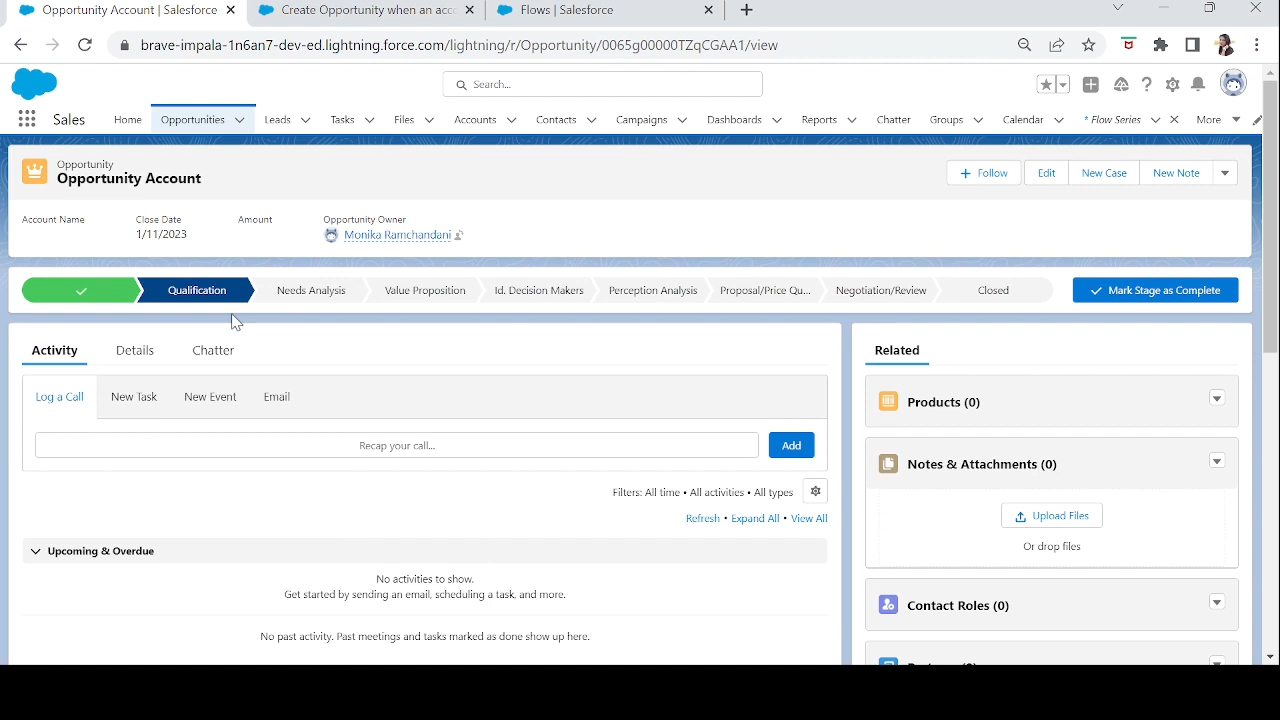 Opportunity Account | Salesforce
Create Opportunity when an acco
Flows | Salesforce
brave-impala-1n6an7-dev-ed.lightning.force.com/lightning/r/Opportunity/0065g00000TZqCGAA1/view
Search...
Sales Home Opportunities Leads Tasks Files Accounts Contacts Campaigns Dashboards Reports Chatter Groups Calendar * Flow Series More
Opportunity
Opportunity Account
Follow Edit New Case New Note
Account Name Close Date Amount Opportunity Owner
1/11/2023 Monika Ramchandani
Qualification Needs Analysis Value Proposition Id. Decision Makers Perception Analysis Proposal/Price Qu... Negotiation/Review Closed Mark Stage as Complete
Activity Details Chatter
Related
Log a Call New Task New Event Email
Products (0)
Recap your call... Add
Notes & Attachments (0)
Filters: All time • All activities • All types
Refresh • Expand All • View All
Upload Files
Or drop files
Upcoming & Overdue
No activities to show.
Get started by sending an email, scheduling a task, and more.
Contact Roles (0)
No past activity. Past meetings and tasks marked as done show up here.